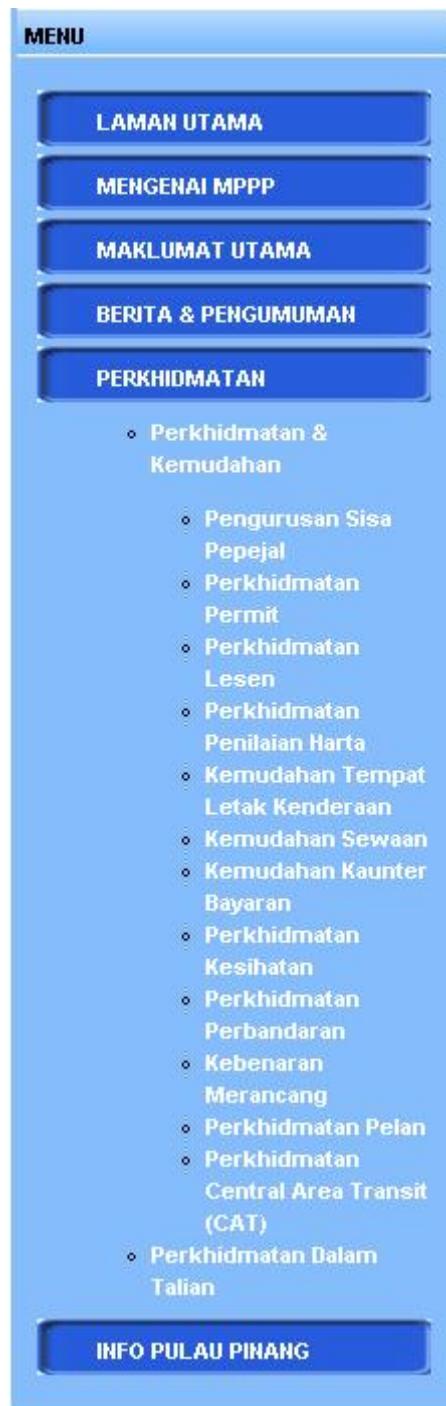 MENU
LAMAN UTAMA
MENGENAI MPPP
MAKLUMAT UTAMA
BERITA & PENGUMUMAN
PERKHIDMATAN
Perkhidmatan &
Kemudahan
Pengurusan Sisa
Pepejal
Perkhidmatan
Permit
Perkhidmatan
Lesen
Perkhidmatan
Penilaian Harta
Kemudahan Tempat
Letak Kenderaan
Kemudahan Sewaan
Kemudahan Kaunter
Bayaran
Perkhidmatan
Kesihatan
Perkhidmatan
Perbandaran
Kebenaran
Merancang
Perkhidmatan Pelan
Perkhidmatan
Central Area Transit
(CAT)
Perkhidmatan Dalam
Talian
INFO PULAU PINANG